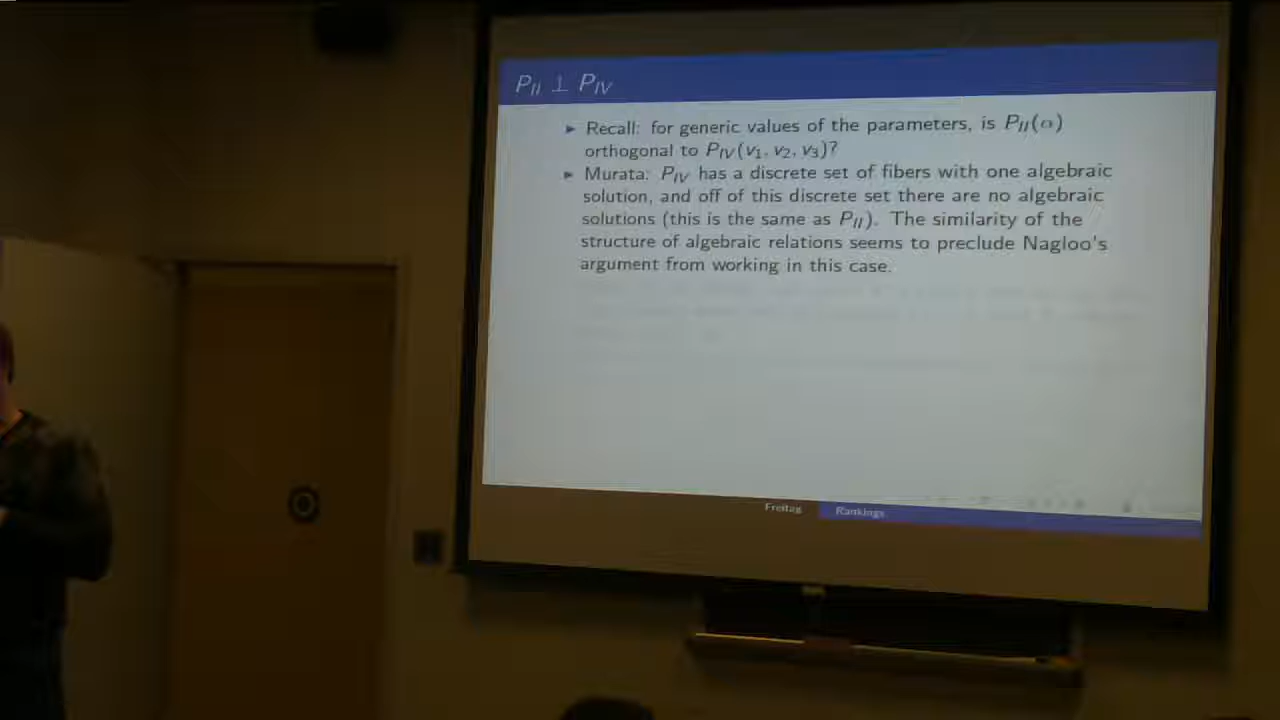 P_II ⊥ P_IV
▶ Recall: for generic values of the parameters, is P_II(α)
orthogonal to P_IV(v₁, v₂, v₃)?
▶ Murata: P_IV has a discrete set of fibers with one algebraic
solution, and off of this discrete set there are no algebraic
solutions (this is the same as P_II). The similarity of the
structure of algebraic relations seems to preclude Nagloo's
argument from working in this case.
Freitag Rankings